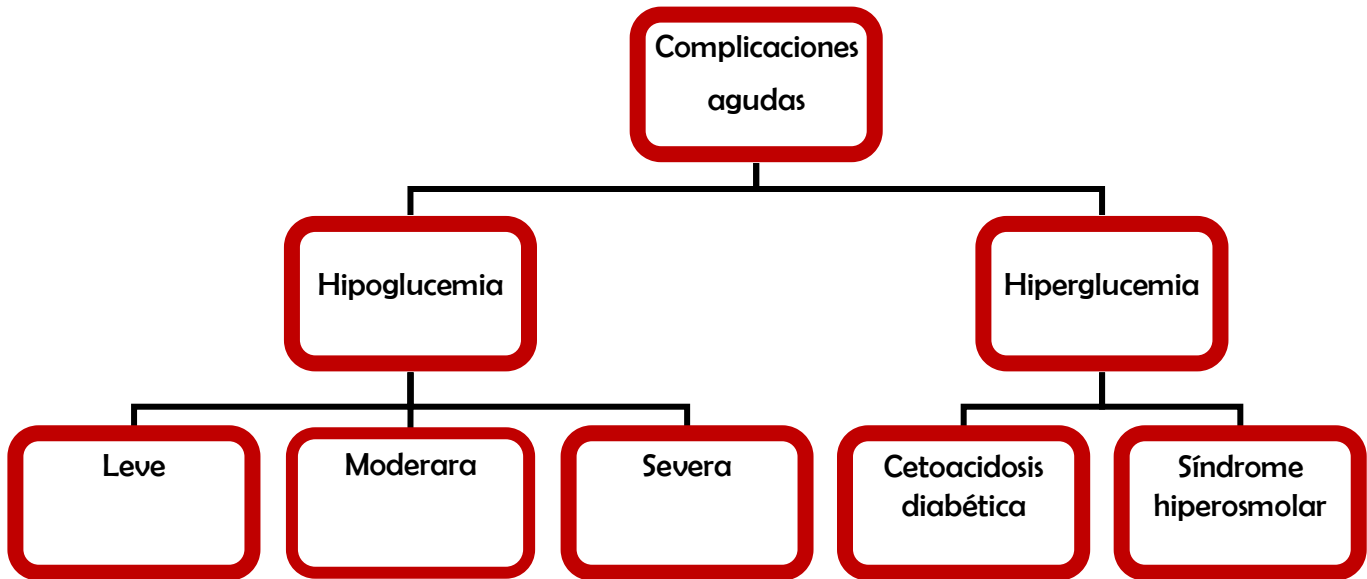 Complicaciones
agudas
Hipoglucemia
Hiperglucemia
Leve
Moderara
Severa
Cetoacidosis
diabética
Síndrome
hiperosmolar